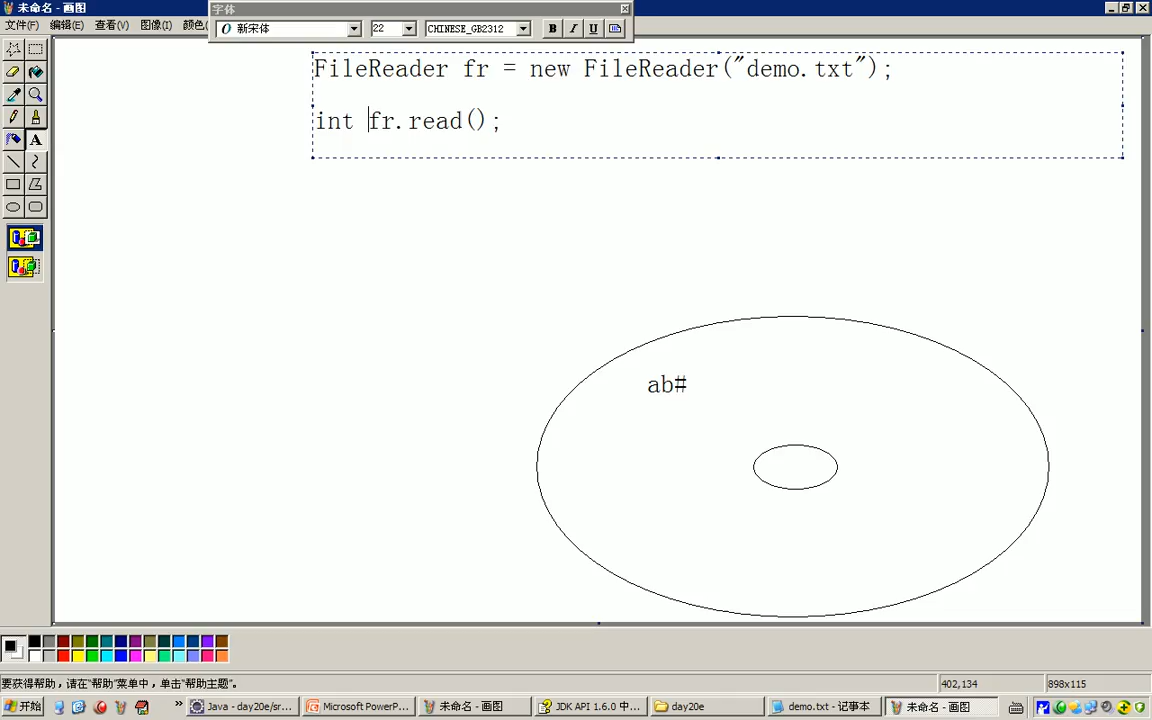 未命名 - 画图
字体
文件(F) 编辑(E) 查看(V) 图像(I) 颜色(
新宋体 22 CHINESE_GB2312 B I U
A
FileReader fr = new FileReader("demo.txt");
int fr.read();
ab#
要获得帮助，请在“帮助”菜单中，单击“帮助主题”。 402,134 898x115
开始 » Java - day20e/sr... Microsoft PowerP... 未命名 - 画图 JDK API 1.6.0 中... day20e demo.txt - 记事本 未命名 - 画图